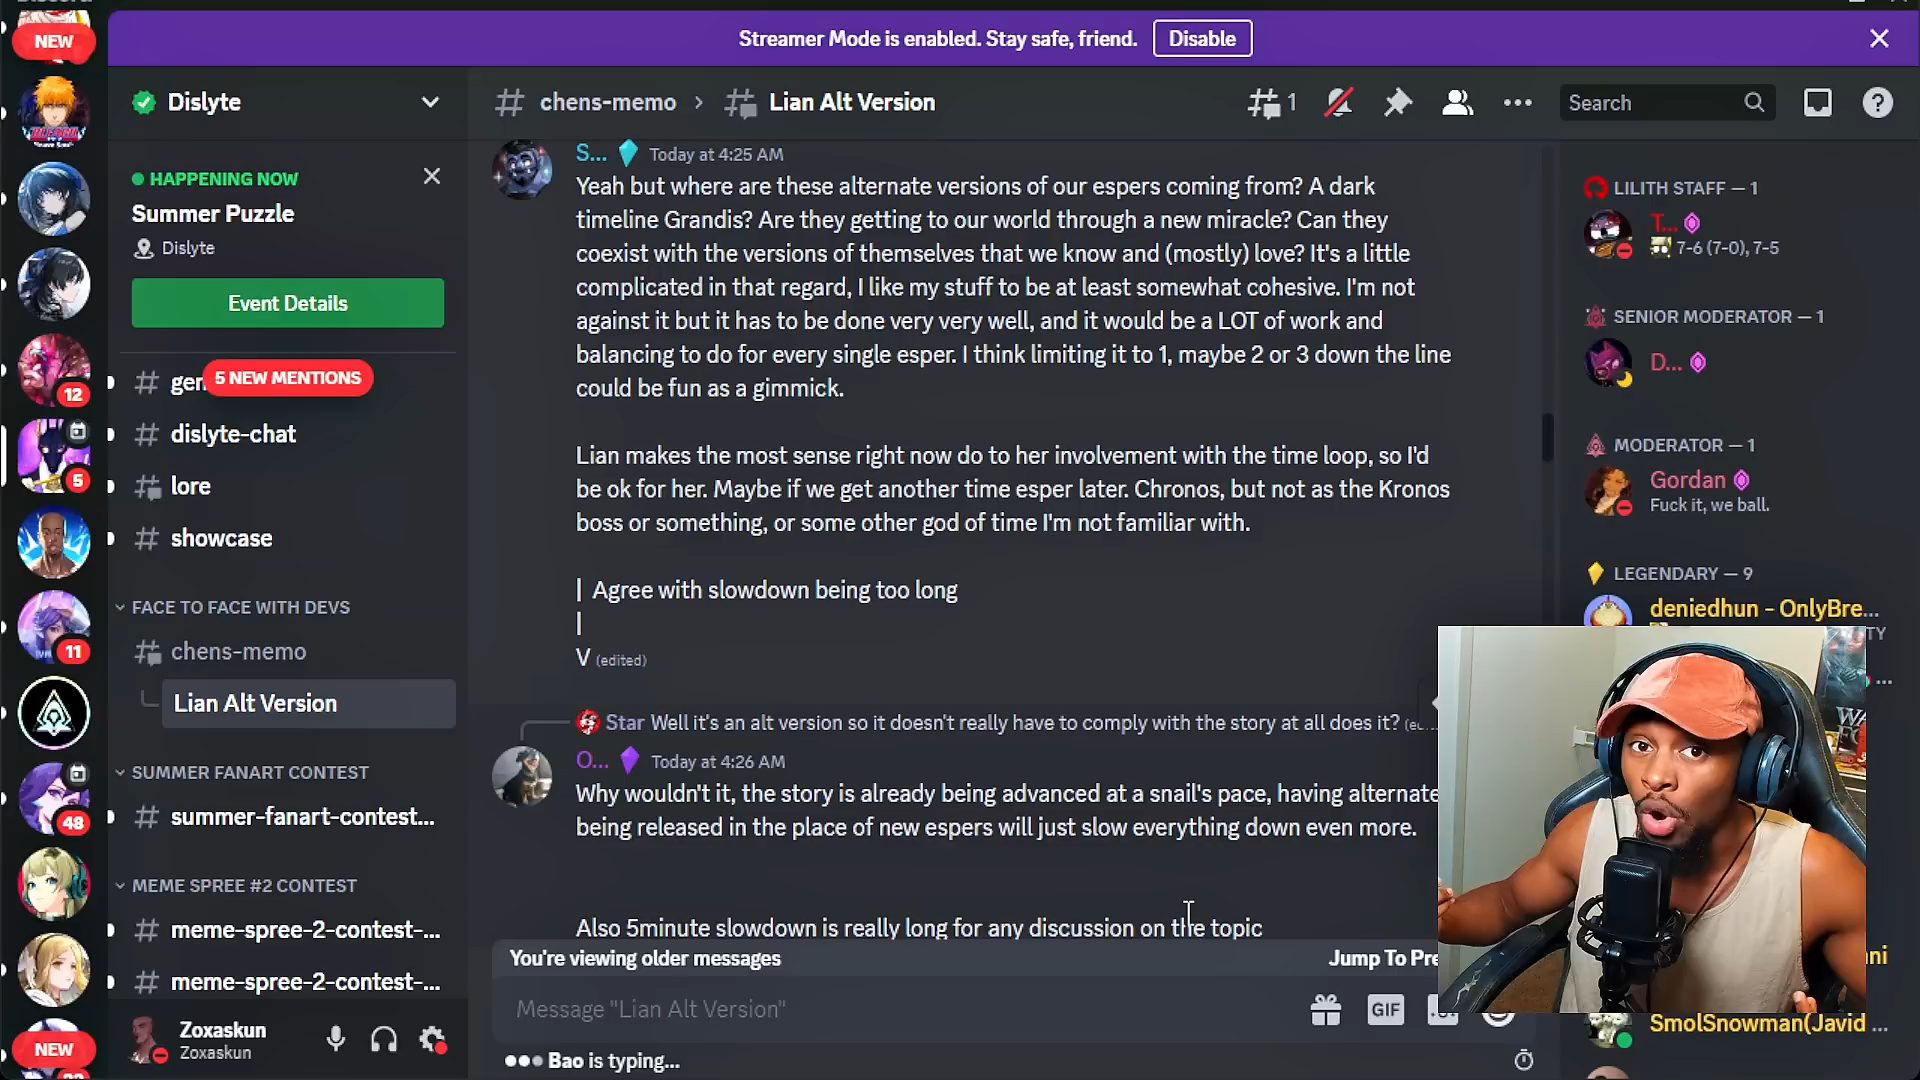 NEW
Streamer Mode is enabled. Stay safe, friend.
Disable
Dislyte
HAPPENING NOW
Summer Puzzle
Dislyte
Event Details
5 NEW MENTIONS
dislyte-chat
lore
showcase
FACE TO FACE WITH DEVS
chens-memo
Lian Alt Version
SUMMER FANART CONTEST
summer-fanart-contest...
MEME SPREE #2 CONTEST
meme-spree-2-contest-...
meme-spree-2-contest-...
12
5
11
48
NEW
Zoxaskun
Zoxaskun
chens-memo › Lian Alt Version
1
Search
S... Today at 4:25 AM
Yeah but where are these alternate versions of our espers coming from? A dark
timeline Grandis? Are they getting to our world through a new miracle? Can they
coexist with the versions of themselves that we know and (mostly) love? It's a little
complicated in that regard, I like my stuff to be at least somewhat cohesive. I'm not
against it but it has to be done very very well, and it would be a LOT of work and
balancing to do for every single esper. I think limiting it to 1, maybe 2 or 3 down the line
could be fun as a gimmick.
Lian makes the most sense right now do to her involvement with the time loop, so I'd
be ok for her. Maybe if we get another time esper later. Chronos, but not as the Kronos
boss or something, or some other god of time I'm not familiar with.
| Agree with slowdown being too long
|
V (edited)
Star Well it's an alt version so it doesn't really have to comply with the story at all does it?
O... Today at 4:26 AM
Why wouldn't it, the story is already being advanced at a snail's pace, having alternate
being released in the place of new espers will just slow everything down even more.
Also 5minute slowdown is really long for any discussion on the topic
You're viewing older messages
Jump To Pre
Message "Lian Alt Version"
GIF
Bao is typing...
LILITH STAFF — 1
T...
7-6 (7-0), 7-5
SENIOR MODERATOR — 1
D...
MODERATOR — 1
Gordan
Fuck it, we ball.
LEGENDARY — 9
deniedhun - OnlyBre...
SmolSnowman(Javid ...